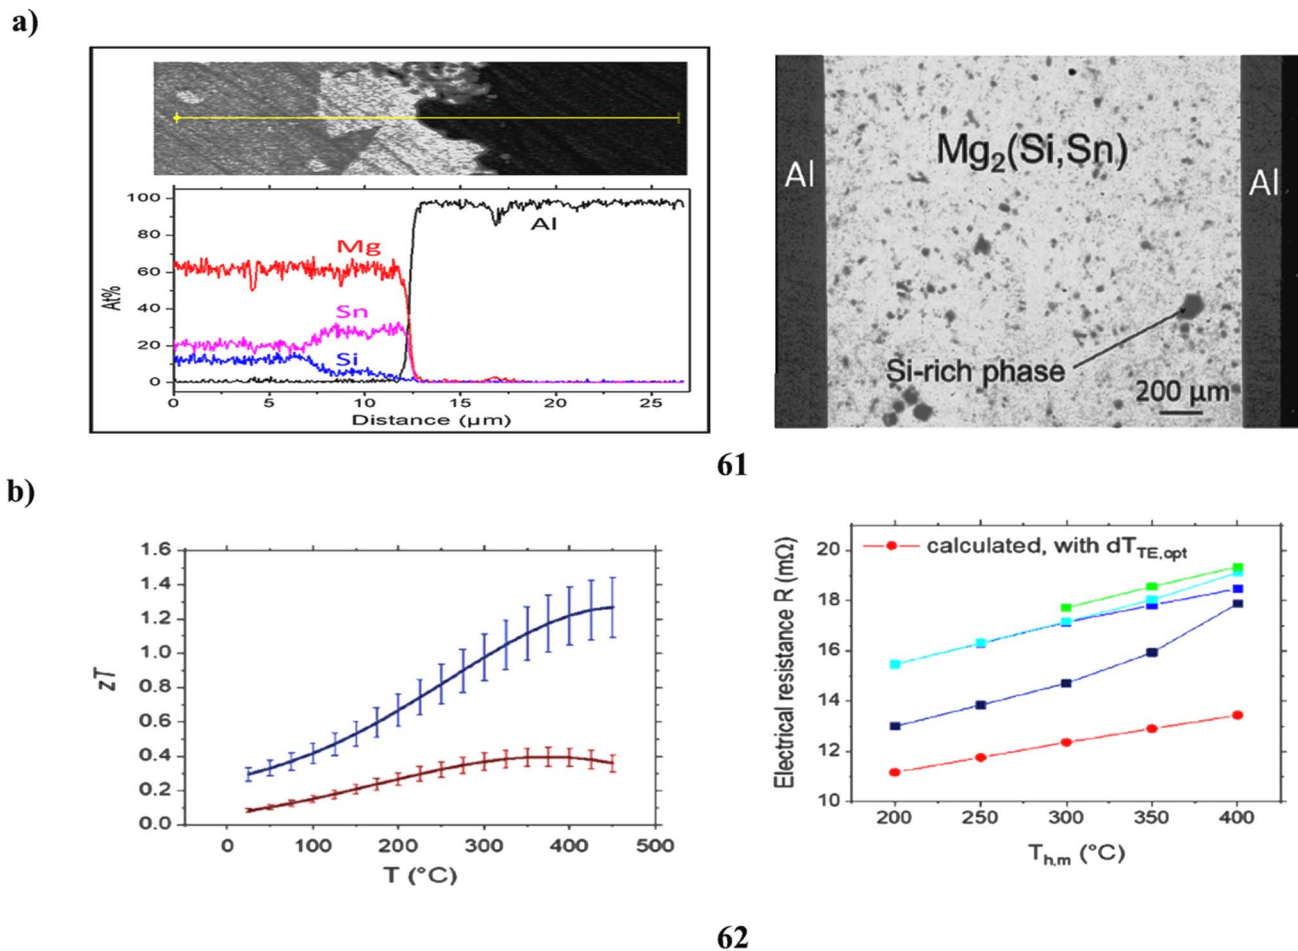 a)
Al
Mg
Sn
Si
At%
100
80
60
40
20
0
0 5 10 15 20 25
Distance (µm)
Al
Mg₂(Si,Sn)
Al
Si-rich phase
200 µm
61
b)
zT
1.6
1.4
1.2
1.0
0.8
0.6
0.4
0.2
0.0
0 100 200 300 400 500
T (°C)
calculated, with dT_TE,opt
Electrical resistance R (mΩ)
20
18
16
14
12
10
200 250 300 350 400
T_h,m (°C)
62